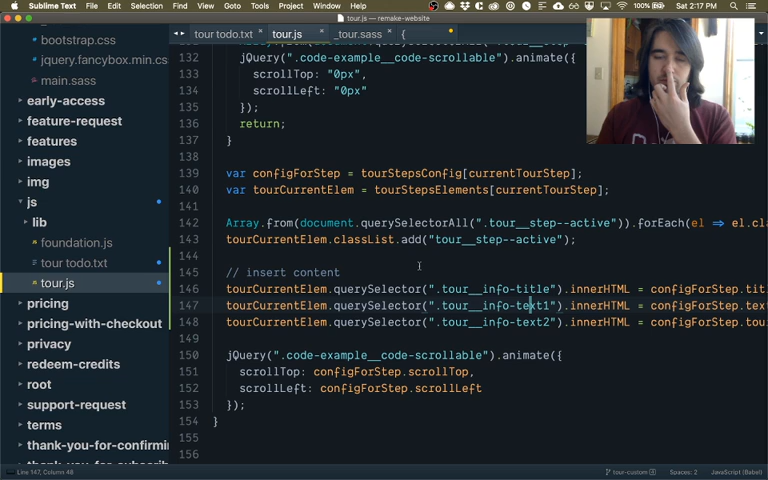 Sublime Text File Edit Selection Find View Goto Tools Project Window Help
100% Sat 2:17 PM
tour.js — remake-website
tour todo.txt × tour.js × _tour.sass × {
bootstrap.css
jquery.fancybox.min.cs
main.sass
early-access
feature-request
features
images
img
js
lib
foundation.js
tour todo.txt
tour.js
pricing
pricing-with-checkout
privacy
redeem-credits
root
support-request
terms
thank-you-for-confirmi
132 jQuery(".code-example__code-scrollable").animate({
133 scrollTop: "0px",
134 scrollLeft: "0px"
135 });
136 return;
137 }
138
139 var configForStep = tourStepsConfig[currentTourStep];
140 var tourCurrentElem = tourStepsElements[currentTourStep];
141
142 Array.from(document.querySelectorAll(".tour__step--active")).forEach(el => el.cla
143 tourCurrentElem.classList.add("tour__step--active");
144
145 // insert content
146 tourCurrentElem.querySelector(".tour__info-title").innerHTML = configForStep.titl
147 tourCurrentElem.querySelector(".tour__info-text1").innerHTML = configForStep.tex
148 tourCurrentElem.querySelector(".tour__info-text2").innerHTML = configForStep.tou
149
150 jQuery(".code-example__code-scrollable").animate({
151 scrollTop: configForStep.scrollTop,
152 scrollLeft: configForStep.scrollLeft
153 });
154 }
155
156
Line 147, Column 48 tour-custom Spaces: 2 JavaScript (Babel)